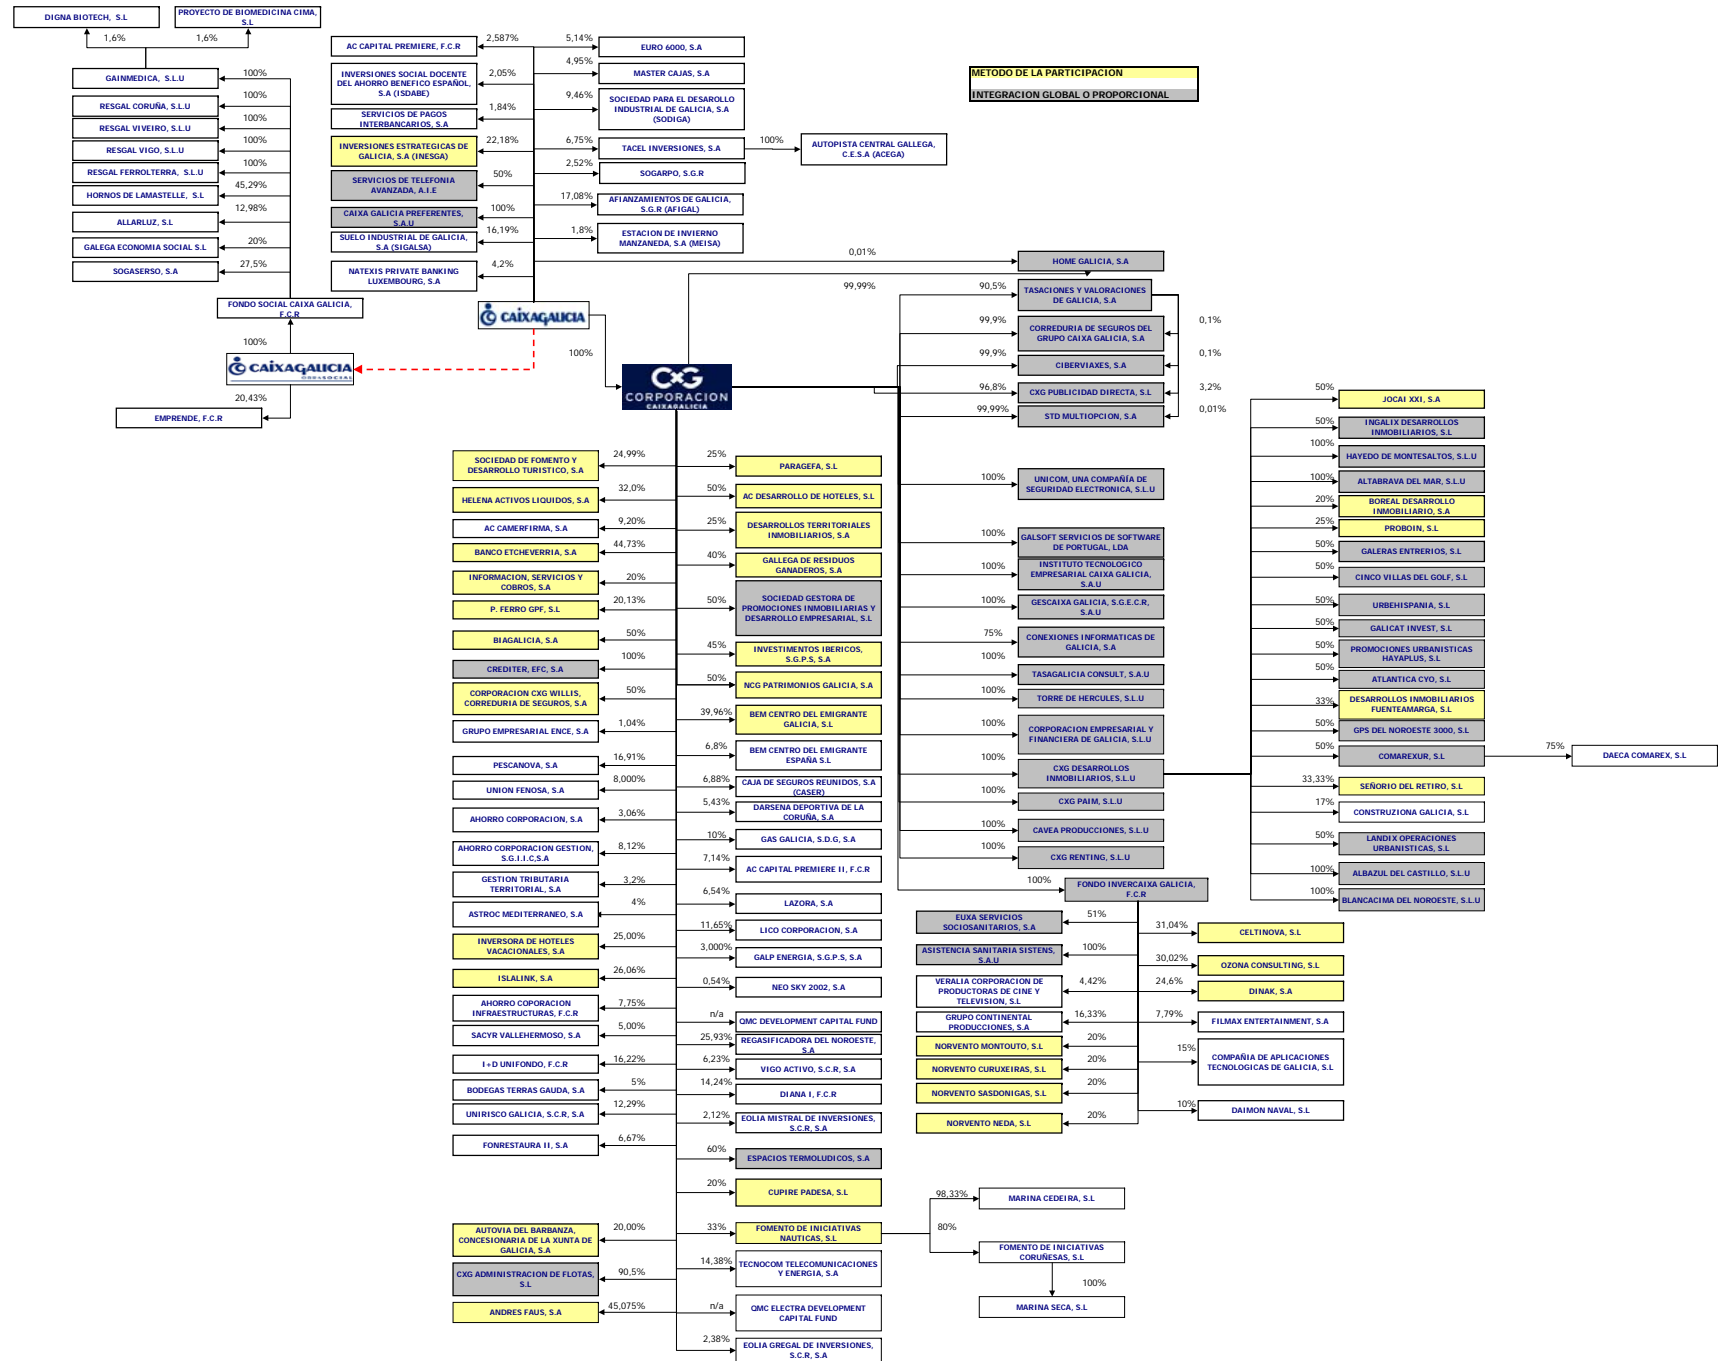 DIGNA BIOTECH, S.L
PROYECTO DE BIOMEDICINA CIMA,
S.L
1,6%
1,6%
GAINMEDICA, S.L.U
100%
RESGAL CORUÑA, S.L.U
100%
RESGAL VIVEIRO, S.L.U
100%
RESGAL VIGO, S.L.U
100%
RESGAL FERROLTERRA, S.L.U
100%
HORNOS DE LAMASTELLE, S.L
45,29%
ALLARLUZ, S.L
12,98%
GALEGA ECONOMIA SOCIAL S.L
20%
SOGASERSO, S.A
27,5%
FONDO SOCIAL CAIXA GALICIA,
F.C.R
100%
CAIXAGALICIA
OBRASOCIAL
20,43%
EMPRENDE, F.C.R
AC CAPITAL PREMIERE, F.C.R
2,587%
INVERSIONES SOCIAL DOCENTE
DEL AHORRO BENEFICO ESPAÑOL,
S.A (ISDABE)
2,05%
SERVICIOS DE PAGOS
INTERBANCARIOS, S.A
1,84%
INVERSIONES ESTRATEGICAS DE
GALICIA, S.A (INESGA)
22,18%
SERVICIOS DE TELEFONIA
AVANZADA, A.I.E
50%
CAIXA GALICIA PREFERENTES,
S.A.U
100%
SUELO INDUSTRIAL DE GALICIA,
S.A (SIGALSA)
16,19%
NATEXIS PRIVATE BANKING
LUXEMBOURG, S.A
4,2%
5,14%
EURO 6000, S.A
4,95%
MASTER CAJAS, S.A
9,46%
SOCIEDAD PARA EL DESAROLLO
INDUSTRIAL DE GALICIA, S.A
(SODIGA)
6,75%
TACEL INVERSIONES, S.A
100%
AUTOPISTA CENTRAL GALLEGA,
C.E.S.A (ACEGA)
2,52%
SOGARPO, S.G.R
17,08%
AFIANZAMIENTOS DE GALICIA,
S.G.R (AFIGAL)
1,8%
ESTACION DE INVIERNO
MANZANEDA, S.A (MEISA)
METODO DE LA PARTICIPACION
INTEGRACION GLOBAL O PROPORCIONAL
CAIXAGALICIA
100%
CXG
CORPORACION
CAIXAGALICIA
0,01%
HOME GALICIA, S.A
99,99%
90,5%
TASACIONES Y VALORACIONES
DE GALICIA, S.A
99,9%
CORREDURIA DE SEGUROS DEL
GRUPO CAIXA GALICIA, S.A
0,1%
99,9%
CIBERVIAXES, S.A
0,1%
96,8%
CXG PUBLICIDAD DIRECTA, S.L
3,2%
99,99%
STD MULTIOPCION, S.A
0,01%
100%
UNICOM, UNA COMPAÑÍA DE
SEGURIDAD ELECTRONICA, S.L.U
100%
GALSOFT SERVICIOS DE SOFTWARE
DE PORTUGAL, LDA
100%
INSTITUTO TECNOLOGICO
EMPRESARIAL CAIXA GALICIA,
S.A.U
100%
GESCAIXA GALICIA, S.G.E.C.R,
S.A.U
75%
CONEXIONES INFORMATICAS DE
GALICIA, S.A
100%
TASAGALICIA CONSULT, S.A.U
100%
TORRE DE HERCULES, S.L.U
100%
CORPORACION EMPRESARIAL Y
FINANCIERA DE GALICIA, S.L.U
100%
CXG DESARROLLOS
INMOBILIARIOS, S.L.U
100%
CXG PAIM, S.L.U
100%
CAVEA PRODUCCIONES, S.L.U
100%
CXG RENTING, S.L.U
100%
FONDO INVERCAIXA GALICIA,
F.C.R
50%
JOCAI XXI, S.A
50%
INGALIX DESARROLLOS
INMOBILIARIOS, S.L
100%
HAYEDO DE MONTESALTOS, S.L.U
100%
ALTABRAVA DEL MAR, S.L.U
20%
BOREAL DESARROLLO
INMOBILIARIO, S.A
25%
PROBOIN, S.L
50%
GALERAS ENTRERIOS, S.L
50%
CINCO VILLAS DEL GOLF, S.L
50%
URBEHISPANIA, S.L
50%
GALICAT INVEST, S.L
50%
PROMOCIONES URBANISTICAS
HAYAPLUS, S.L
50%
ATLANTICA CYO, S.L
33%
DESARROLLOS INMOBILIARIOS
FUENTEAMARGA, S.L
50%
GPS DEL NOROESTE 3000, S.L
50%
COMAREXUR, S.L
75%
DAECA COMAREX, S.L
33,33%
SEÑORIO DEL RETIRO, S.L
17%
CONSTRUZIONA GALICIA, S.L
50%
LANDIX OPERACIONES
URBANISTICAS, S.L
100%
ALBAZUL DEL CASTILLO, S.L.U
100%
BLANCACIMA DEL NOROESTE, S.L.U
SOCIEDAD DE FOMENTO Y
DESARROLLO TURISTICO, S.A
24,99%
HELENA ACTIVOS LIQUIDOS, S.A
32,0%
AC CAMERFIRMA, S.A
9,20%
BANCO ETCHEVERRIA, S.A
44,73%
INFORMACION, SERVICIOS Y
COBROS, S.A
20%
P. FERRO GPF, S.L
20,13%
BIAGALICIA, S.A
50%
CREDITER, EFC, S.A
100%
CORPORACION CXG WILLIS,
CORREDURIA DE SEGUROS, S.A
50%
GRUPO EMPRESARIAL ENCE, S.A
1,04%
PESCANOVA, S.A
16,91%
UNION FENOSA, S.A
8,000%
AHORRO CORPORACION, S.A
3,06%
AHORRO CORPORACION GESTION,
S.G.I.I.C,S.A
8,12%
GESTION TRIBUTARIA
TERRITORIAL, S.A
3,2%
ASTROC MEDITERRANEO, S.A
4%
INVERSORA DE HOTELES
VACACIONALES, S.A
25,00%
ISLALINK, S.A
26,06%
AHORRO COPORACION
INFRAESTRUCTURAS, F.C.R
7,75%
SACYR VALLEHERMOSO, S.A
5,00%
I+D UNIFONDO, F.C.R
16,22%
BODEGAS TERRAS GAUDA, S.A
5%
UNIRISCO GALICIA, S.C.R, S.A
12,29%
FONRESTAURA II, S.A
6,67%
AUTOVIA DEL BARBANZA,
CONCESIONARIA DE LA XUNTA DE
GALICIA, S.A
20,00%
CXG ADMINISTRACION DE FLOTAS,
S.L
90,5%
ANDRES FAUS, S.A
45,075%
25%
PARAGEFA, S.L
50%
AC DESARROLLO DE HOTELES, S.L
25%
DESARROLLOS TERRITORIALES
INMOBILIARIOS, S.A
40%
GALLEGA DE RESIDUOS
GANADEROS, S.A
50%
SOCIEDAD GESTORA DE
PROMOCIONES INMOBILIARIAS Y
DESARROLLO EMPRESARIAL, S.L
45%
INVESTIMENTOS IBERICOS,
S.G.P.S, S.A
50%
NCG PATRIMONIOS GALICIA, S.A
39,96%
BEM CENTRO DEL EMIGRANTE
GALICIA, S.L
6,8%
BEM CENTRO DEL EMIGRANTE
ESPAÑA S.L
6,88%
CAJA DE SEGUROS REUNIDOS, S.A
(CASER)
5,43%
DARSENA DEPORTIVA DE LA
CORUÑA, S.A
10%
GAS GALICIA, S.D.G, S.A
7,14%
AC CAPITAL PREMIERE II, F.C.R
6,54%
LAZORA, S.A
11,65%
LICO CORPORACION, S.A
3,000%
GALP ENERGIA, S.G.P.S, S.A
0,54%
NEO SKY 2002, S.A
n/a
QMC DEVELOPMENT CAPITAL FUND
25,93%
REGASIFICADORA DEL NOROESTE,
S.A
6,23%
VIGO ACTIVO, S.C.R, S.A
14,24%
DIANA I, F.C.R
2,12%
EOLIA MISTRAL DE INVERSIONES,
S.C.R, S.A
60%
ESPACIOS TERMOLUDICOS, S.A
20%
CUPIRE PADESA, S.L
33%
FOMENTO DE INICIATIVAS
NAUTICAS, S.L
14,38%
TECNOCOM TELECOMUNICACIONES
Y ENERGIA, S.A
n/a
QMC ELECTRA DEVELOPMENT
CAPITAL FUND
2,38%
EOLIA GREGAL DE INVERSIONES,
S.C.R, S.A
98,33%
MARINA CEDEIRA, S.L
80%
FOMENTO DE INICIATIVAS
CORUÑESAS, S.L
100%
MARINA SECA, S.L
EUXA SERVICIOS
SOCIOSANITARIOS, S.A
51%
ASISTENCIA SANITARIA SISTENS,
S.A.U
100%
VERALIA CORPORACION DE
PRODUCTORAS DE CINE Y
TELEVISION, S.L
4,42%
GRUPO CONTINENTAL
PRODUCCIONES, S.A
16,33%
NORVENTO MONTOUTO, S.L
20%
NORVENTO CURUXEIRAS, S.L
20%
NORVENTO SASDONIGAS, S.L
20%
NORVENTO NEDA, S.L
20%
31,04%
CELTINOVA, S.L
30,02%
OZONA CONSULTING, S.L
24,6%
DINAK, S.A
7,79%
FILMAX ENTERTAINMENT, S.A
15%
COMPAÑIA DE APLICACIONES
TECNOLOGICAS DE GALICIA, S.L
10%
DAIMON NAVAL, S.L